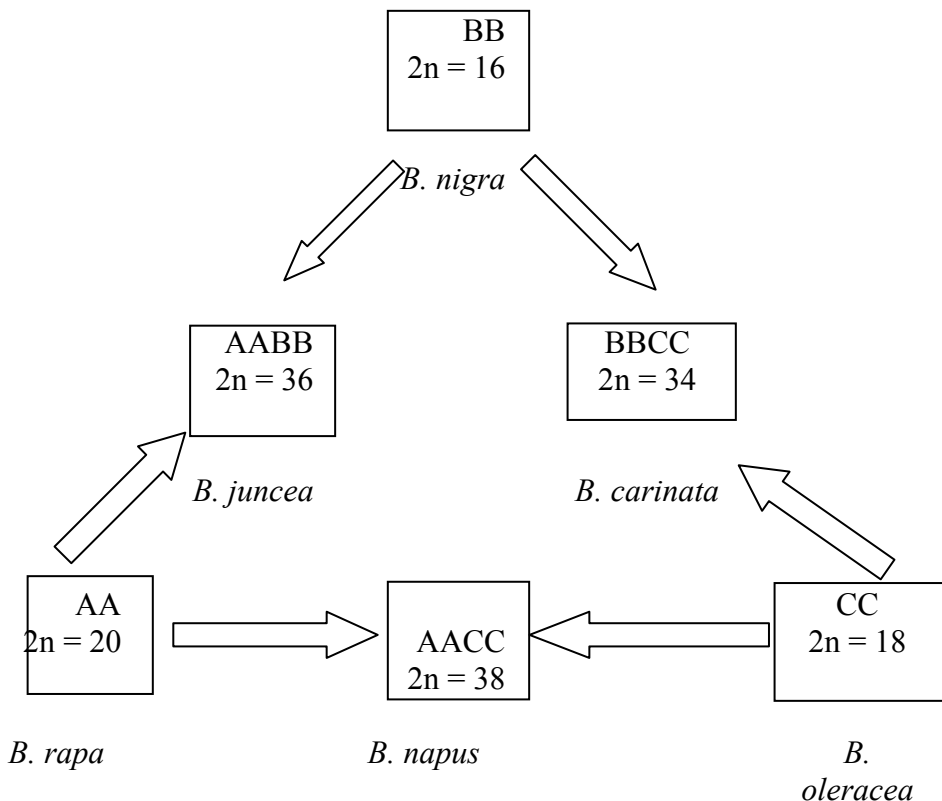 BB
2n = 16
B. nigra
AABB
2n = 36
BBCC
2n = 34
B. juncea
B. carinata
AA
2n = 20
AACC
2n = 38
CC
2n = 18
B. rapa
B. napus
B.
oleracea